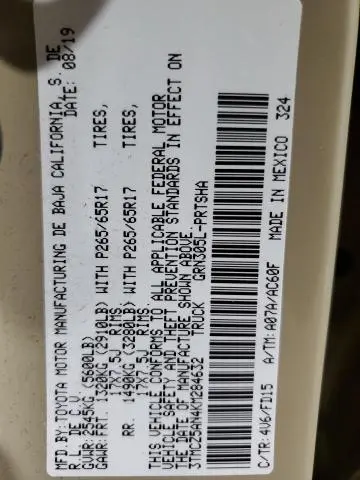 MFD.BY:TOYOTA MOTOR MANUFACTURING DE BAJA CALIFORNIA, S. DE
R.L. DE C.V. DATE: 08/19
GVWR: 2545KG (5600LB)
GAWR: FRT. 1320KG (2910LB) WITH P265/65R17 TIRES,
17X7.5J RIMS
RR. 1490KG (3280LB) WITH P265/65R17 TIRES,
17X7.5J RIMS
THIS VEHICLE CONFORMS TO ALL APPLICABLE FEDERAL MOTOR
VEHICLE SAFETY AND THEFT PREVENTION STANDARDS IN EFFECT ON
THE DATE OF MANUFACTURE SHOWN ABOVE.
3TMCZ5AN4KM284632 TRUCK GRN305L-PRTSHA
C/TR: 4V6/FD15 A/TM: A07A/AC60F MADE IN MEXICO 324